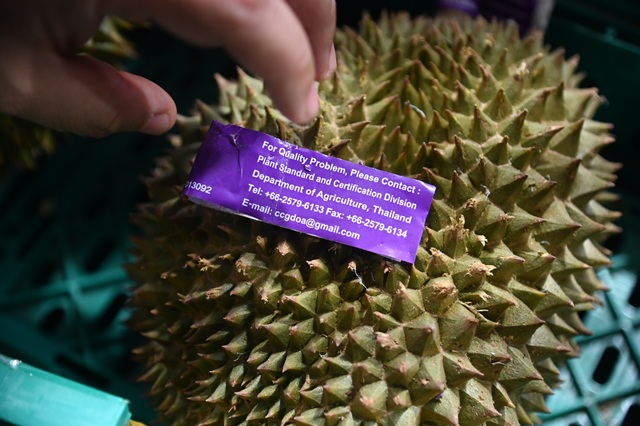 For Quality Problem, Please Contact :
Plant Standard and Certification Division
Department of Agriculture, Thailand
Tel: +66-2579-6133 Fax: +66-2579-6134
E-mail: ccgdoa@gmail.com
13092